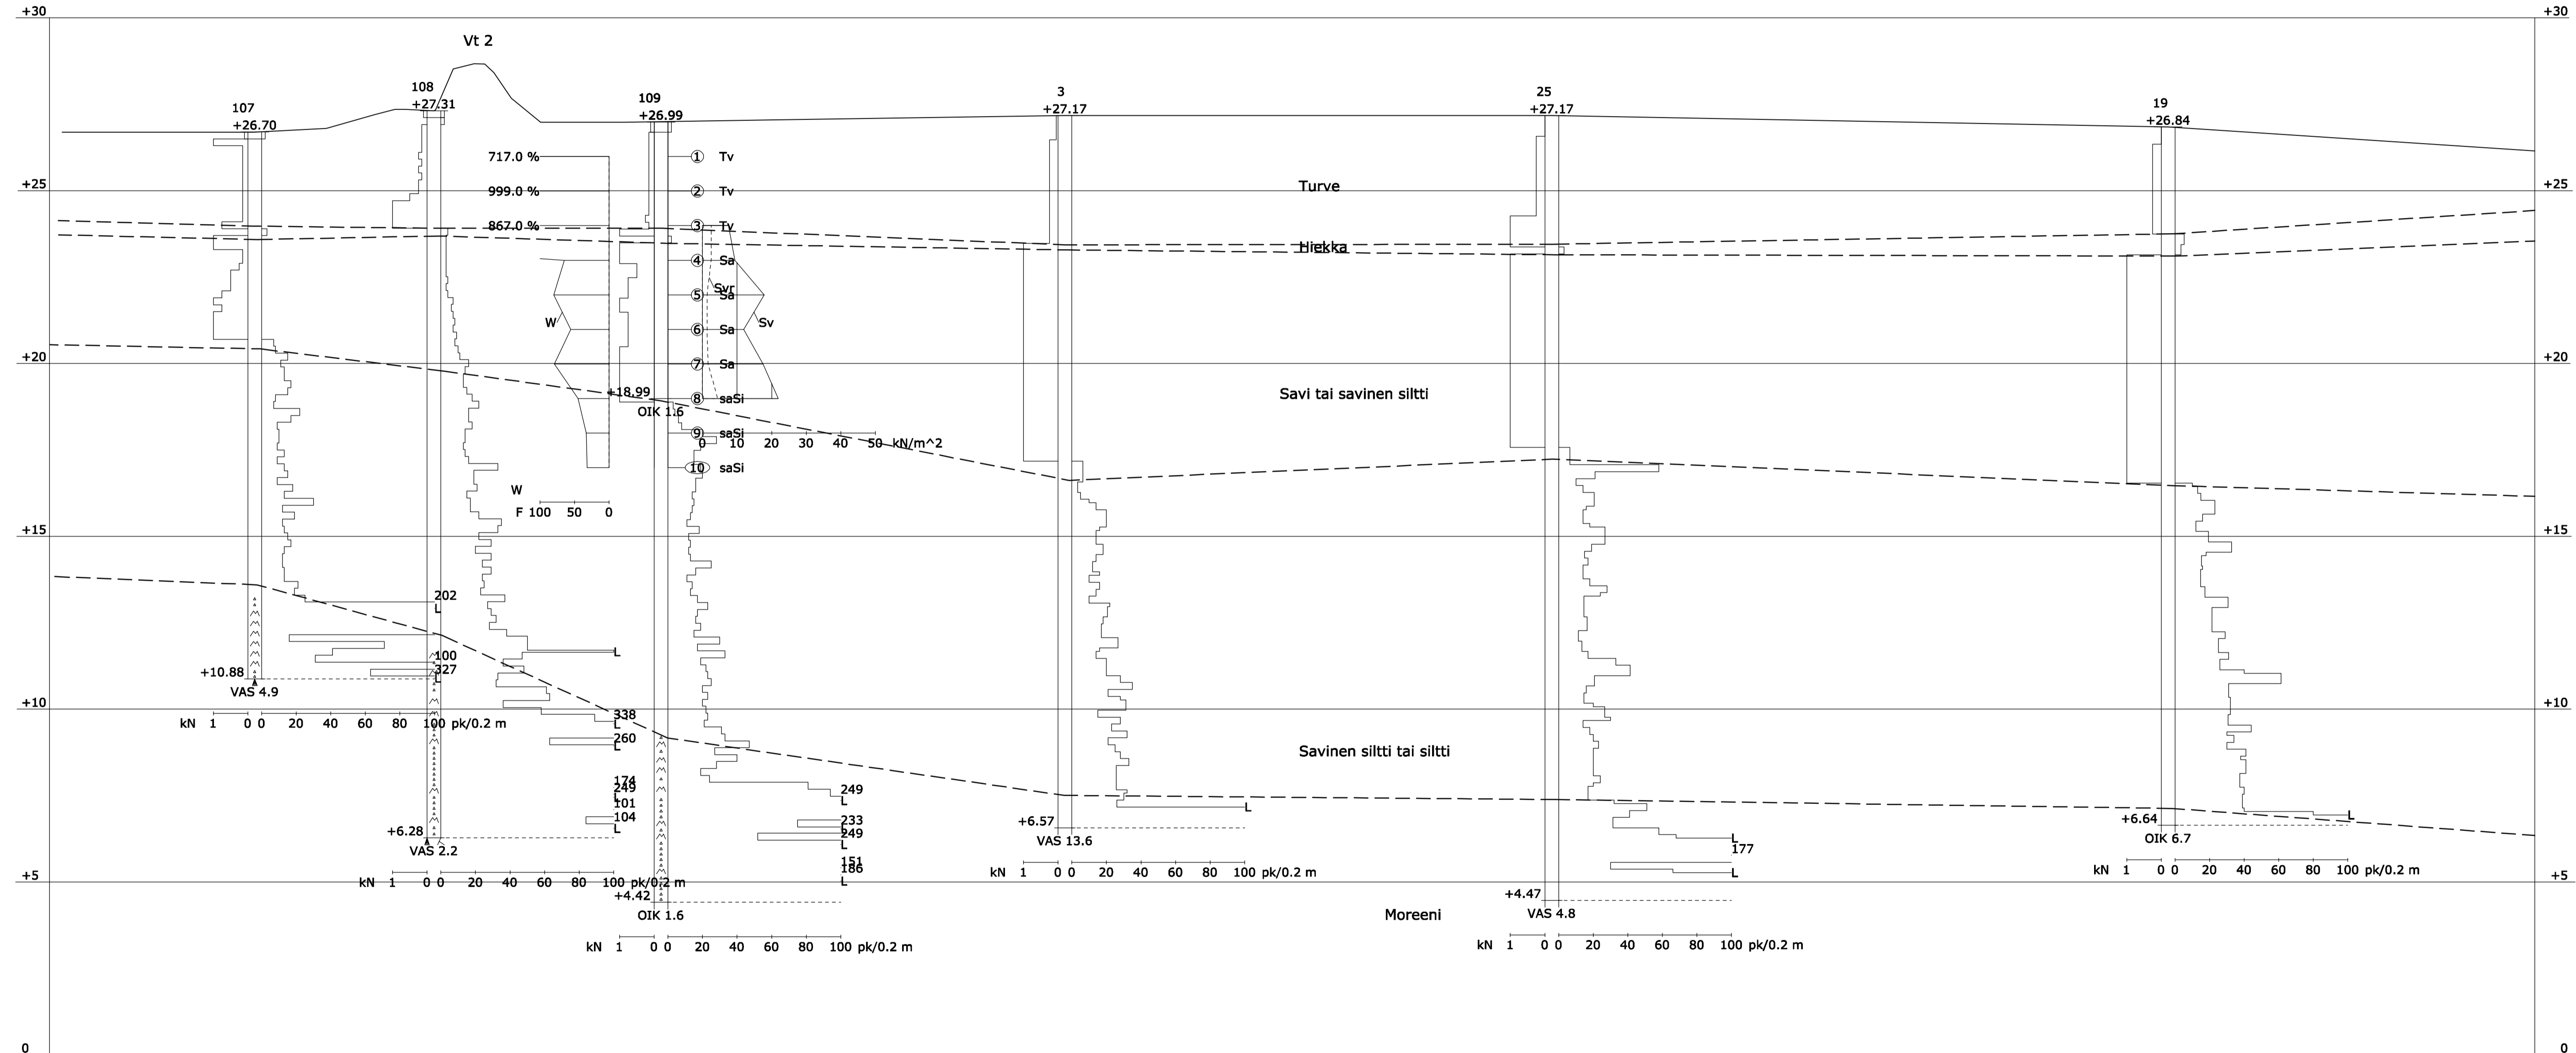 +30 +30
Vt 2
107
+26.70
108
+27.31
109
+26.99
3
+27.17
25
+27.17
19
+26.84
717.0 % 1 Tv
+25 999.0 % 2 Tv Turve +25
867.0 % 3 Tv
Hiekka
4 Sa
Svr
5 Sa
W Sv
6 Sa
+20 7 Sa +20
+18.99 8 saSi Savi tai savinen siltti
OIK 1.6
9 saSi
0 10 20 30 40 50 kN/m^2
10 saSi
W
F 100 50 0
+15 +15
202
L
L
100
327
L
+10.88
VAS 4.9
+10 +10
kN 1 0 0 20 40 60 80 100 pk/0.2 m
338
L
260
L
Savinen siltti tai siltti
174
249
L
101
104
L
249
L
233
L
249
L
151
186
L
L
L
177
L
L
+6.28
VAS 2.2
+6.57
VAS 13.6
+6.64
OIK 6.7
+5 +5
kN 1 0 0 20 40 60 80 100 pk/0.2 m
kN 1 0 0 20 40 60 80 100 pk/0.2 m
kN 1 0 0 20 40 60 80 100 pk/0.2 m
+4.42
OIK 1.6
Moreeni
+4.47
VAS 4.8
kN 1 0 0 20 40 60 80 100 pk/0.2 m
kN 1 0 0 20 40 60 80 100 pk/0.2 m
0 0